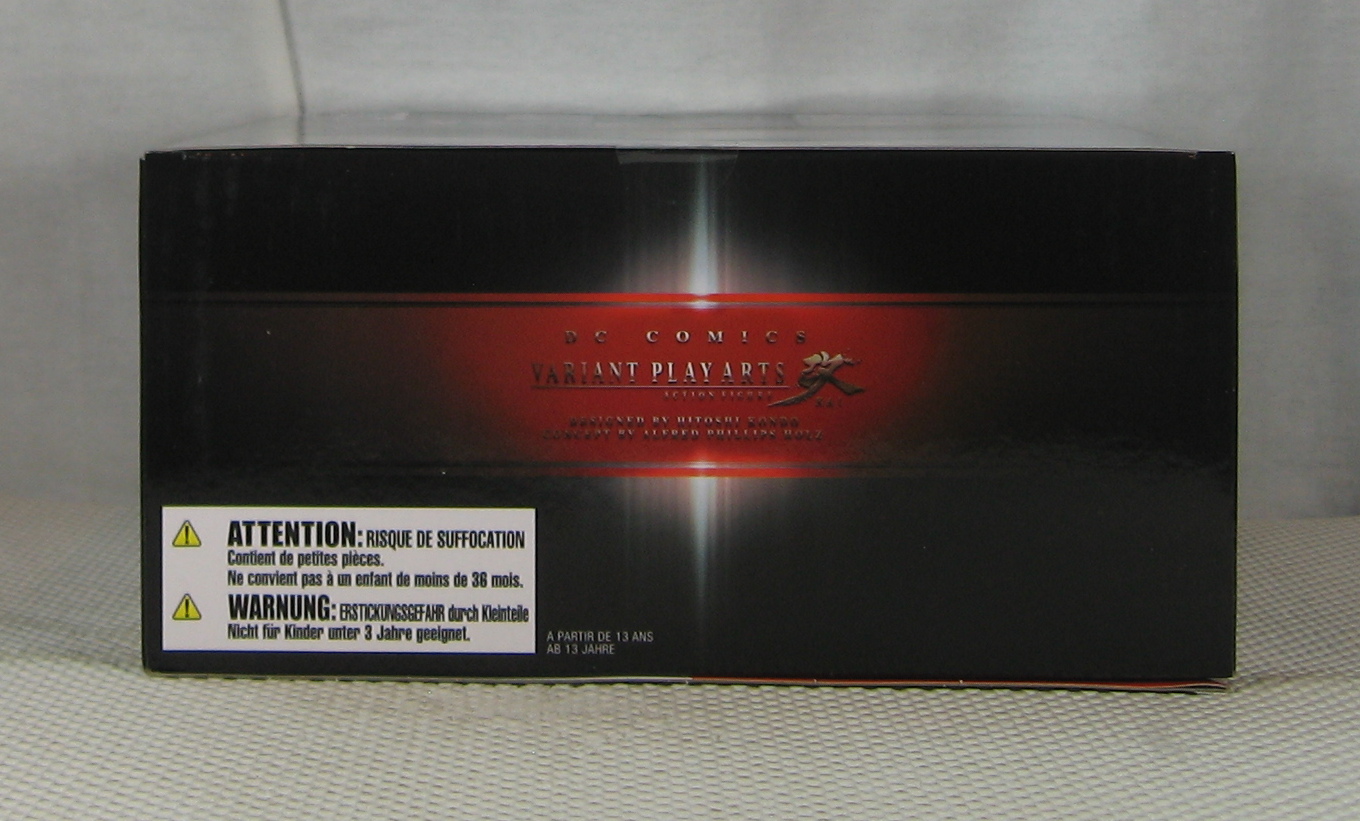 DC COMICS
VARIANT PLAY ARTS 改
ACTION FIGURE KAI
DESIGNED BY HITOSHI KONDO
CONCEPT BY ALFRED PHILLIPS HOLZ
ATTENTION: RISQUE DE SUFFOCATION
Contient de petites pièces.
Ne convient pas à un enfant de moins de 36 mois.
WARNUNG: ERSTICKUNGSGEFAHR durch Kleinteile
Nicht für Kinder unter 3 Jahre geeignet.
A PARTIR DE 13 ANS
AB 13 JAHRE